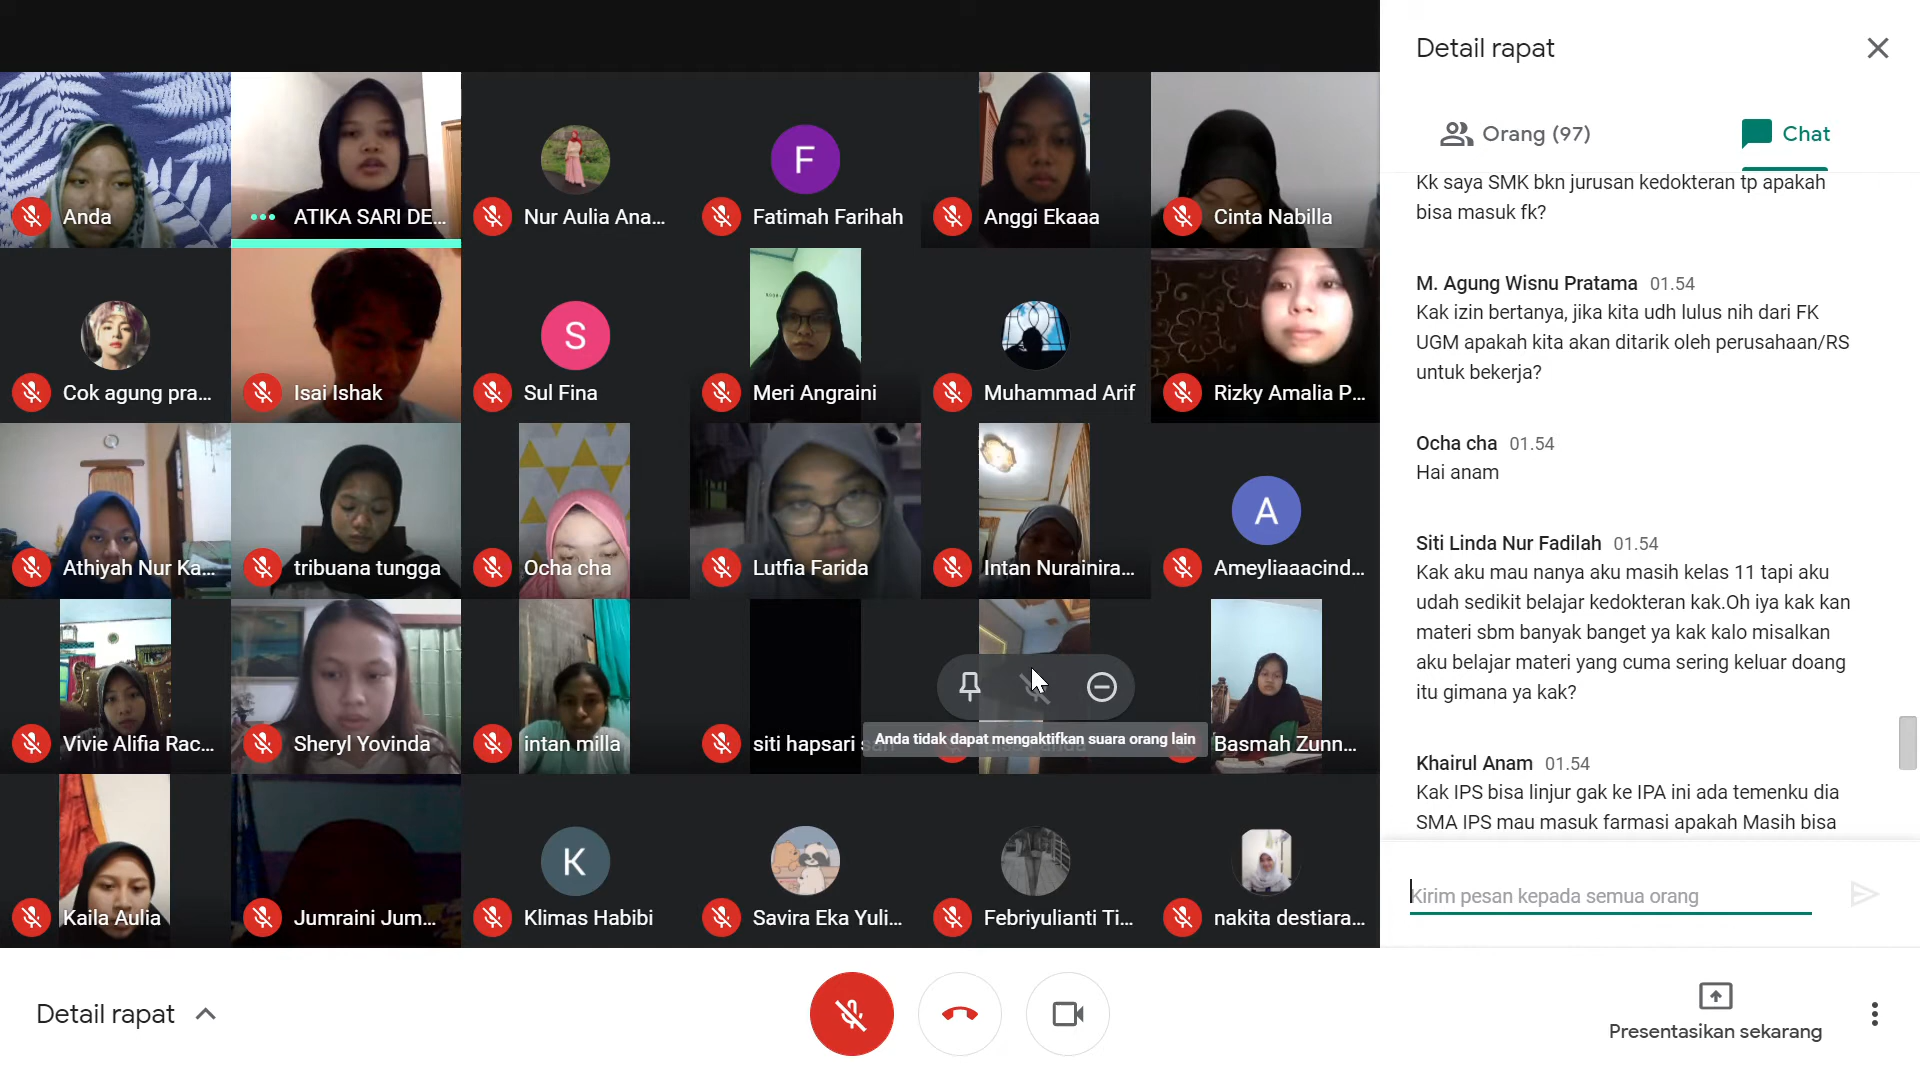 Detail rapat
Orang (97)
Chat
Kk saya SMK bkn jurusan kedokteran tp apakah
bisa masuk fk?
M. Agung Wisnu Pratama 01.54
Kak izin bertanya, jika kita udh lulus nih dari FK
UGM apakah kita akan ditarik oleh perusahaan/RS
untuk bekerja?
Ocha cha 01.54
Hai anam
Siti Linda Nur Fadilah 01.54
Kak aku mau nanya aku masih kelas 11 tapi aku
udah sedikit belajar kedokteran kak.Oh iya kak kan
materi sbm banyak banget ya kak kalo misalkan
aku belajar materi yang cuma sering keluar doang
itu gimana ya kak?
Khairul Anam 01.54
Kak IPS bisa linjur gak ke IPA ini ada temenku dia
SMA IPS mau masuk farmasi apakah Masih bisa
Kirim pesan kepada semua orang
Anda
ATIKA SARI DE...
Nur Aulia Ana...
F
Fatimah Farihah
Anggi Ekaaa
Cinta Nabilla
Cok agung pra...
Isai Ishak
S
Sul Fina
Meri Angraini
Muhammad Arif
Rizky Amalia P...
Athiyah Nur Ka...
tribuana tungga
Ocha cha
Lutfia Farida
Intan Nurainira...
A
Ameyliaaacind...
Vivie Alifia Rac...
Sheryl Yovinda
intan milla
siti hapsari
Anda tidak dapat mengaktifkan suara orang lain
Basmah Zunn...
Kaila Aulia
Jumraini Jum...
K
Klimas Habibi
Savira Eka Yuli...
Febriyulianti Ti...
nakita destiara...
Detail rapat
Presentasikan sekarang